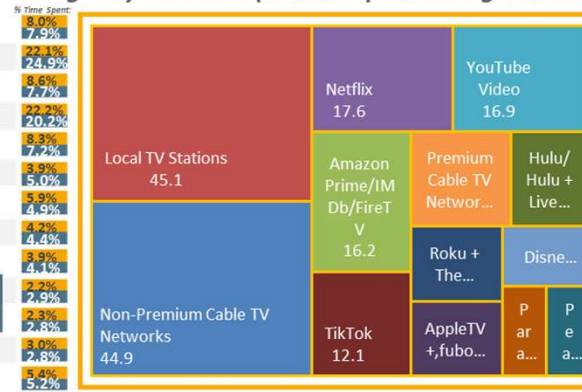 % Time Spent:
8.0%
7.9%
22.1%
24.9%
8.6%
7.7%
22.2%
20.2%
8.3%
7.2%
3.9%
5.0%
5.9%
4.9%
4.2%
4.4%
3.9%
4.1%
2.2%
2.9%
2.3%
2.8%
3.0%
2.8%
5.4%
5.2%
Local TV Stations
45.1
Non-Premium Cable TV
Networks
44.9
Netflix
17.6
YouTube
Video
16.9
Amazon
Prime/IM
Db/FireT
V
16.2
Premium
Cable TV
Networ...
Hulu/
Hulu +
Live...
Roku +
The...
Disne...
TikTok
12.1
AppleTV
+,fubo...
P
ar
a...
P
e
a...